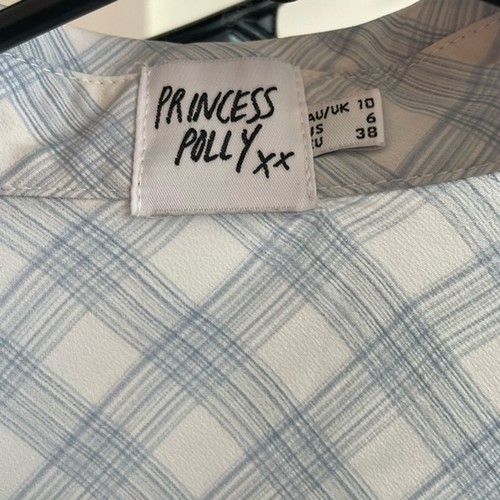 PRINCESS
POLLY xx
AU/UK 10
US 6
EU 38